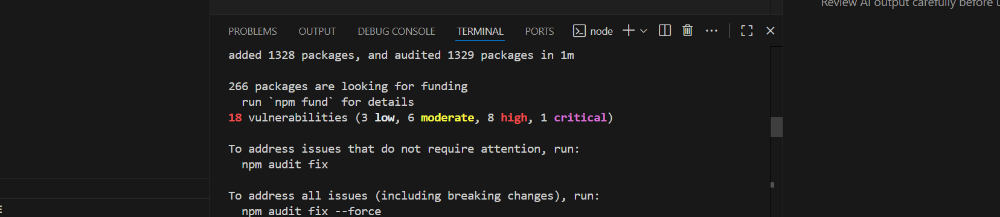 Review AI output carefully before
PROBLEMS OUTPUT DEBUG CONSOLE TERMINAL PORTS node
added 1328 packages, and audited 1329 packages in 1m
266 packages are looking for funding
run `npm fund` for details
18 vulnerabilities (3 low, 6 moderate, 8 high, 1 critical)
To address issues that do not require attention, run:
npm audit fix
To address all issues (including breaking changes), run:
npm audit fix --force